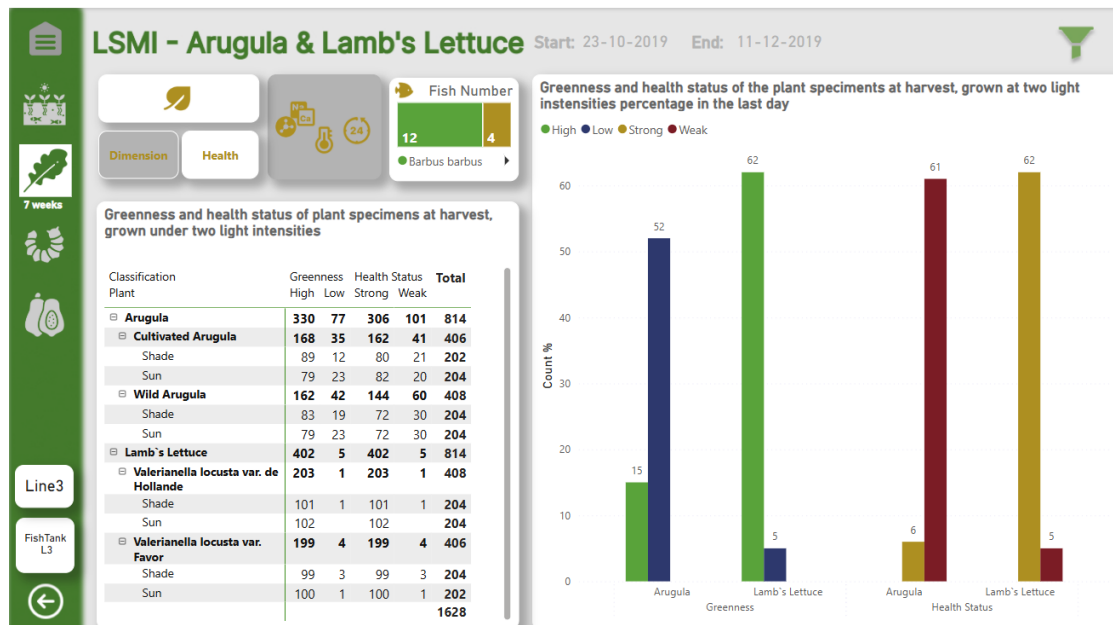 LSMI - Arugula & Lamb's Lettuce Start: 23-10-2019 End: 11-12-2019
7 weeks
Line3
FishTank
L3
Dimension
Health
Na
Ca
24
Fish Number
12 4
Barbus barbus
Greenness and health status of plant specimens at harvest,
grown under two light intensities
Classification Greenness Health Status Total
Plant High Low Strong Weak
Arugula 330 77 306 101 814
Cultivated Arugula 168 35 162 41 406
Shade 89 12 80 21 202
Sun 79 23 82 20 204
Wild Arugula 162 42 144 60 408
Shade 83 19 72 30 204
Sun 79 23 72 30 204
Lamb`s Lettuce 402 5 402 5 814
Valerianella locusta var. de 203 1 203 1 408
Hollande
Shade 101 1 101 1 204
Sun 102 102 204
Valerianella locusta var. 199 4 199 4 406
Favor
Shade 99 3 99 3 204
Sun 100 1 100 1 202
1628
Greenness and health status of the plant speciments at harvest, grown at two light
instensities percentage in the last day
High Low Strong Weak
Count %
60
50
40
30
20
10
0
15
52
62
5
6
61
62
5
Arugula Lamb`s Lettuce Arugula Lamb`s Lettuce
Greenness Health Status